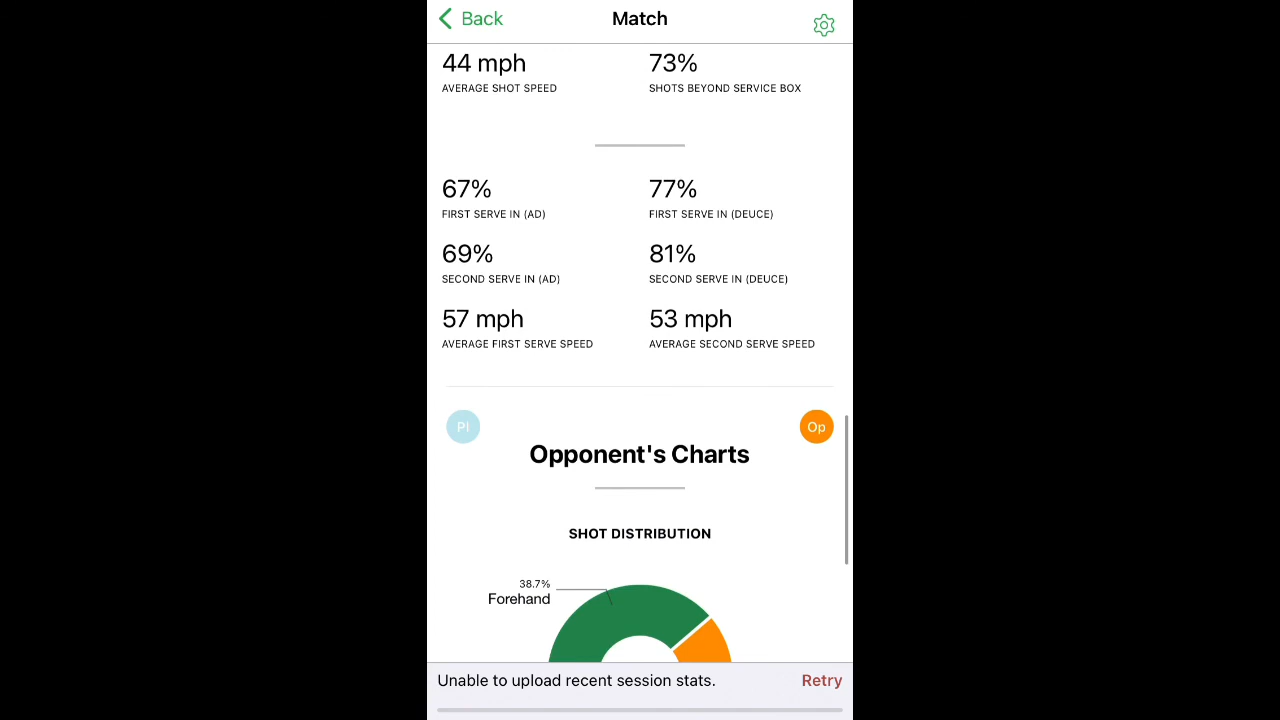 Back
Match
44 mph
73%
AVERAGE SHOT SPEED
SHOTS BEYOND SERVICE BOX
67%
77%
FIRST SERVE IN (AD)
FIRST SERVE IN (DEUCE)
69%
81%
SECOND SERVE IN (AD)
SECOND SERVE IN (DEUCE)
57 mph
53 mph
AVERAGE FIRST SERVE SPEED
AVERAGE SECOND SERVE SPEED
Pl
Op
Opponent's Charts
SHOT DISTRIBUTION
38.7%
Forehand
Unable to upload recent session stats.
Retry